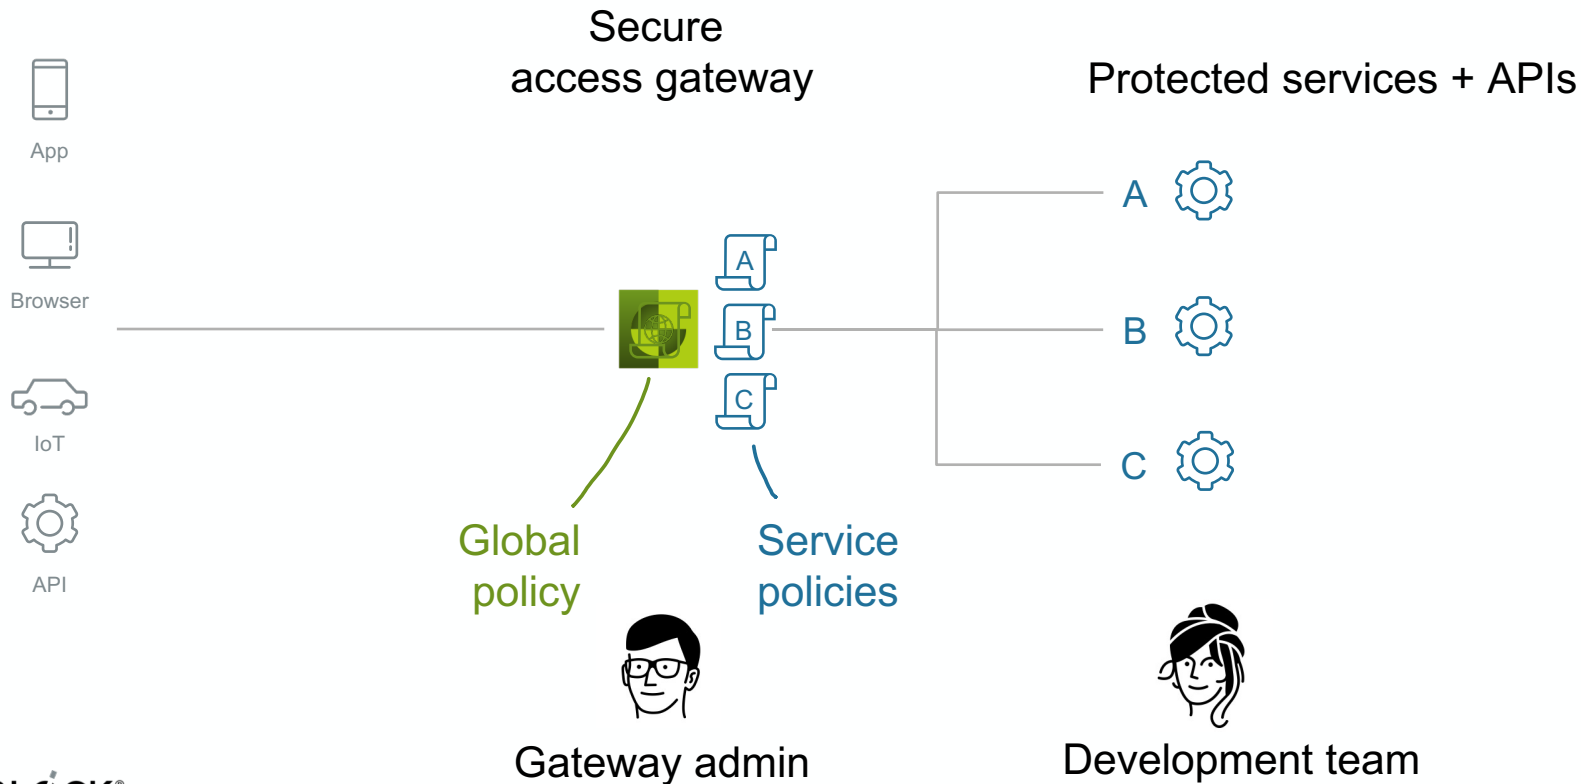 Secure
access gateway
Protected services + APIs
App
Browser
IoT
API
A
B
C
A
B
C
Global
policy
Service
policies
Gateway admin
Development team